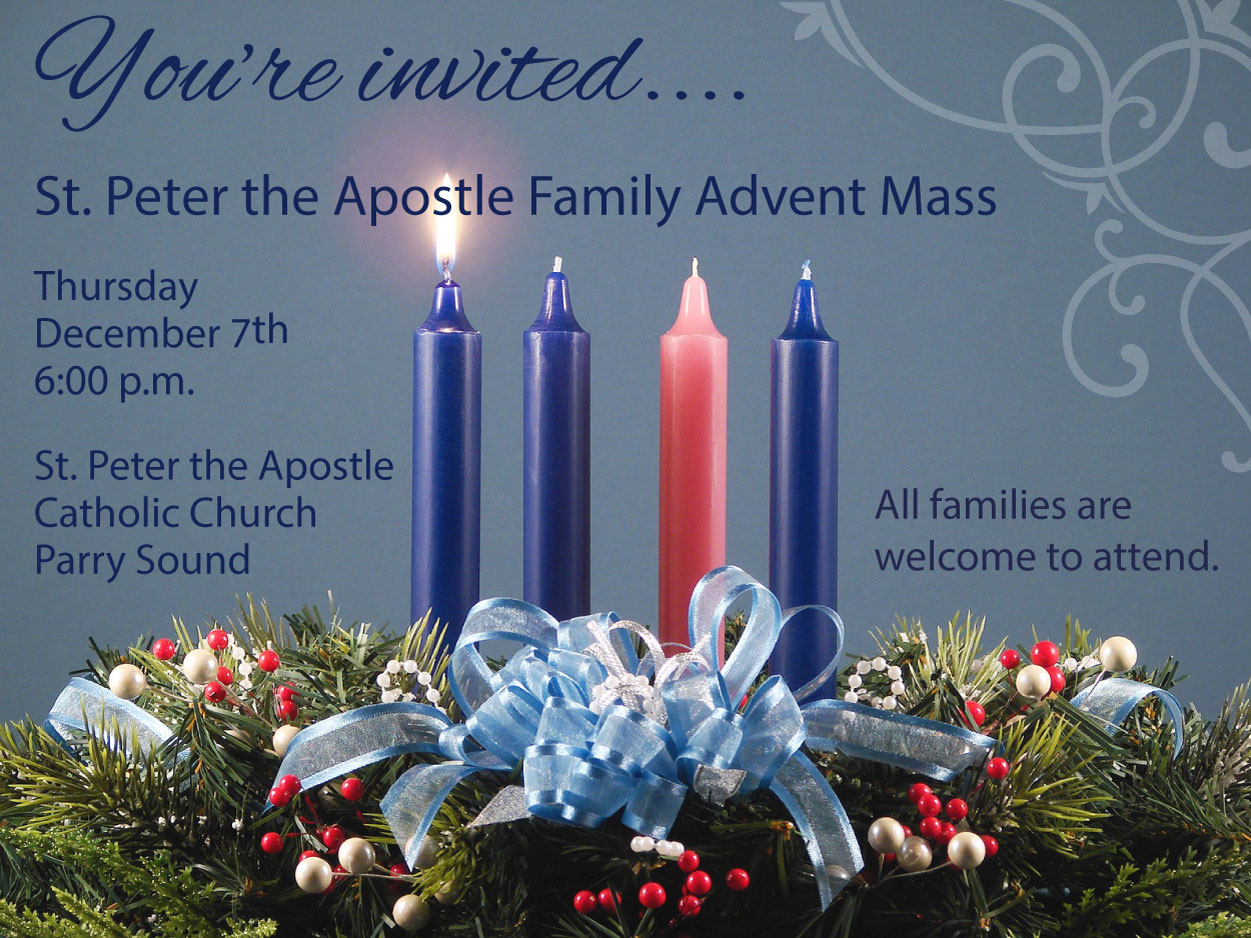 You're invited....
St. Peter the Apostle Family Advent Mass
Thursday
December 7th
6:00 p.m.
St. Peter the Apostle
Catholic Church
Parry Sound
All families are
welcome to attend.